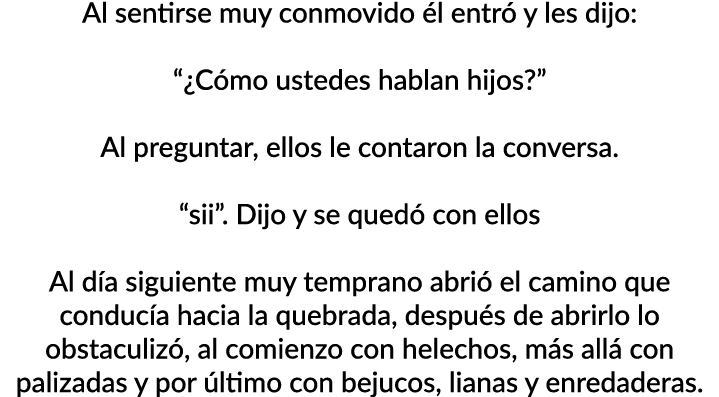 Al sentirse muy conmovido él entró y les dijo:
“¿Cómo ustedes hablan hijos?”
Al preguntar, ellos le contaron la conversa.
“sii”. Dijo y se quedó con ellos
Al día siguiente muy temprano abrió el camino que
conducía hacia la quebrada, después de abrirlo lo
obstaculizó, al comienzo con helechos, más allá con
palizadas y por último con bejucos, lianas y enredaderas.